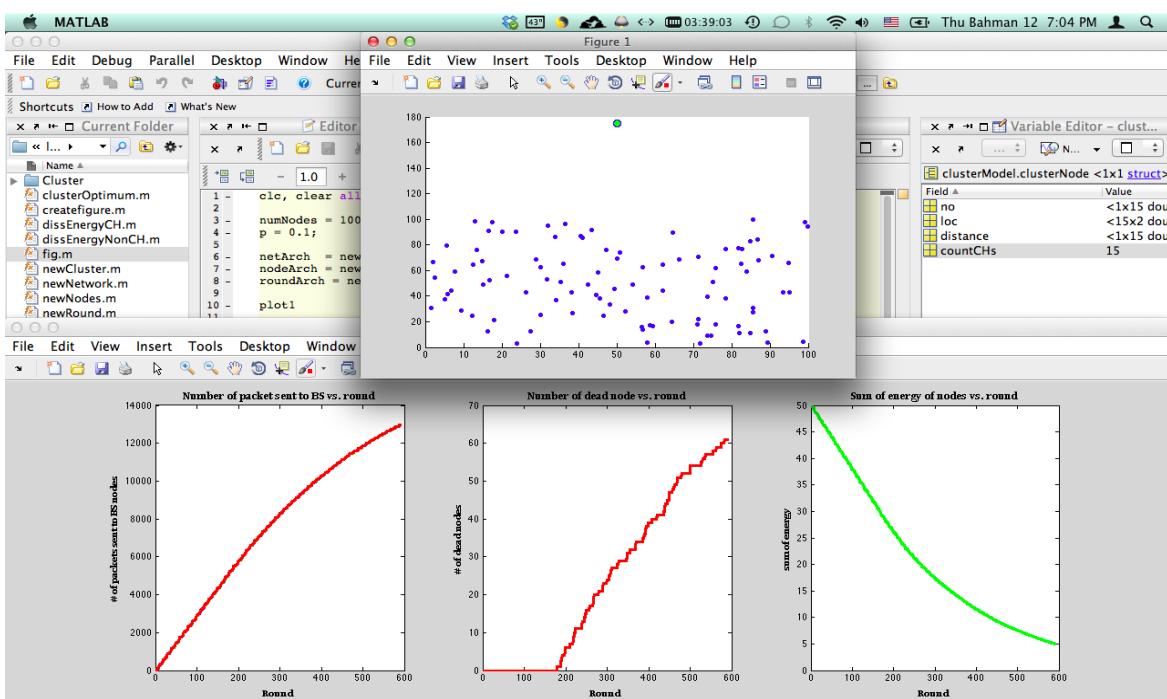 MATLAB 43° 03:39:03 Thu Bahman 12 7:04 PM
File Edit Debug Parallel Desktop Window He
Curre
Shortcuts How to Add What's New
Current Folder
« l...
Name
Cluster
clusterOptimum.m
createfigure.m
dissEnergyCH.m
dissEnergyNonCH.m
fig.m
newCluster.m
newNetwork.m
newNodes.m
newRound.m
Editor
- 1.0 +
1 - clc, clear all
2
3 - numNodes = 100
4 - p = 0.1;
5
6 - netArch = new
7 - nodeArch = new
8 - roundArch = ne
9
10 - plot1
11
Figure 1
File Edit View Insert Tools Desktop Window Help
180
160
140
120
100
80
60
40
20
0
0 10 20 30 40 50 60 70 80 90 100
Variable Editor – clust...
... N...
clusterModel.clusterNode <1x1 struct>
Field Value
no <1x15 dou
loc <15x2 dou
distance <1x15 dou
countCHs 15
File Edit View Insert Tools Desktop Window
Number of packet sent to BS vs. round
# of packets sent to BS nodes
14000
12000
10000
8000
6000
4000
2000
0
0 100 200 300 400 500 600
Round
Number of dead node vs. round
# of dead nodes
70
60
50
40
30
20
10
0
0 100 200 300 400 500 600
Round
Sum of energy of nodes vs. round
sum of energy
50
45
40
35
30
25
20
15
10
5
0
0 100 200 300 400 500 600
Round